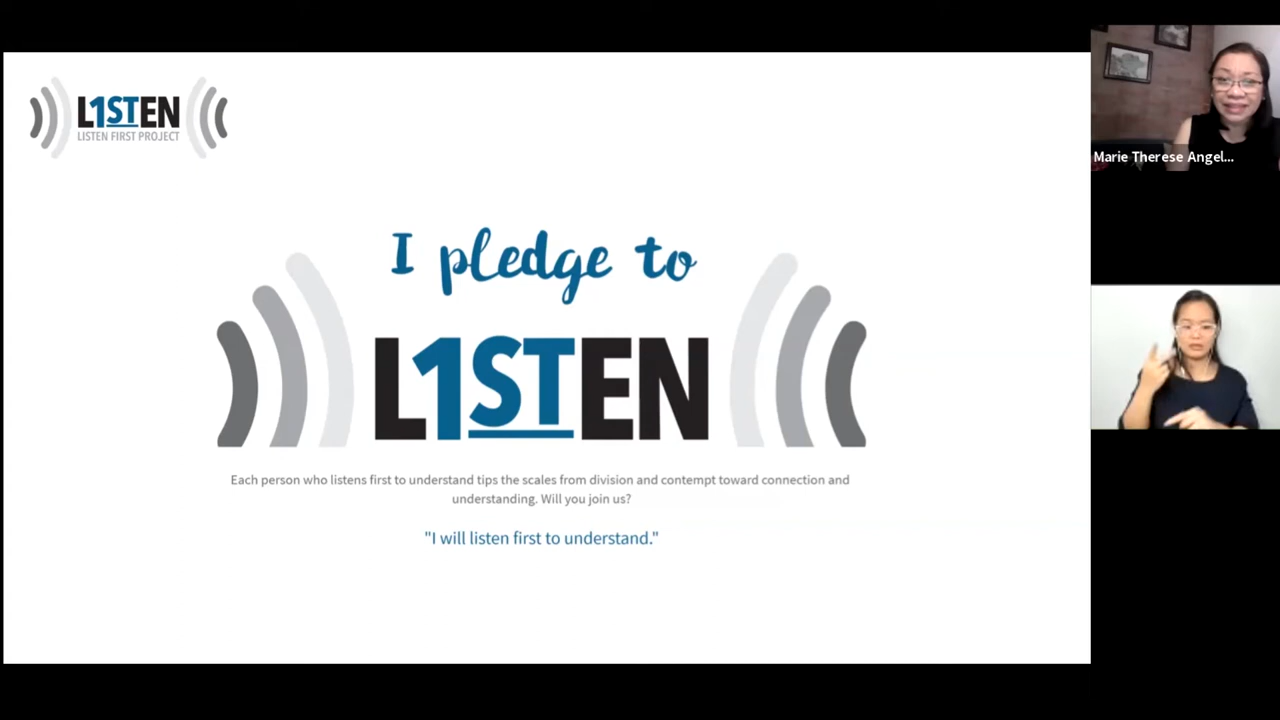 L1STEN
LISTEN FIRST PROJECT
I pledge to
L1STEN
Each person who listens first to understand tips the scales from division and contempt toward connection and
understanding. Will you join us?
"I will listen first to understand."
Marie Therese Angel...